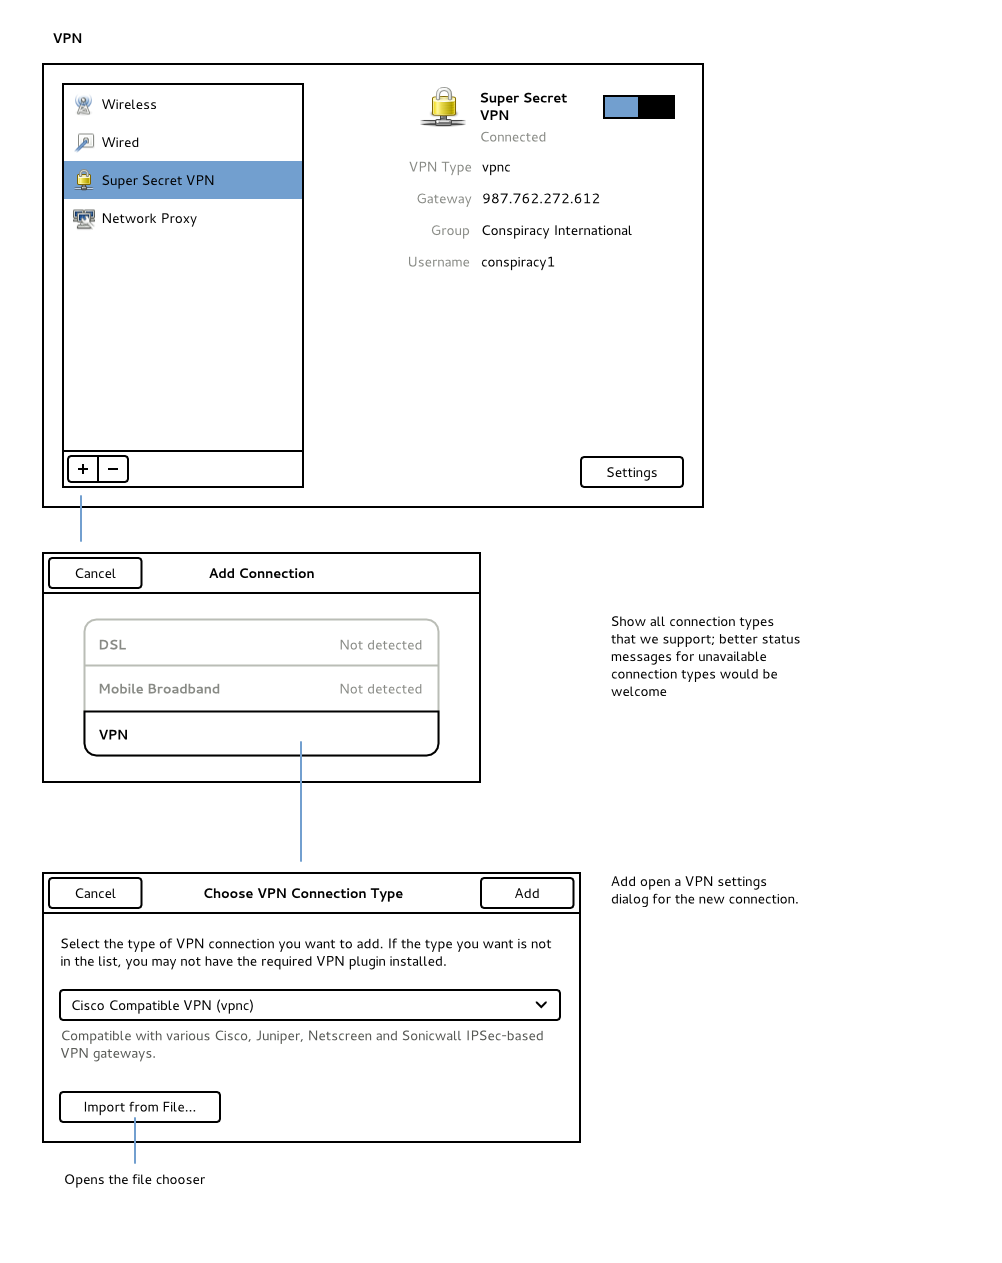 VPN
Wireless
Wired
Super Secret VPN
Network Proxy
+ −
Super Secret
VPN
Connected
VPN Type vpnc
Gateway 987.762.272.612
Group Conspiracy International
Username conspiracy1
Settings
Cancel Add Connection
DSL Not detected
Mobile Broadband Not detected
VPN
Show all connection types
that we support; better status
messages for unavailable
connection types would be
welcome
Cancel Choose VPN Connection Type Add
Select the type of VPN connection you want to add. If the type you want is not
in the list, you may not have the required VPN plugin installed.
Cisco Compatible VPN (vpnc)
Compatible with various Cisco, Juniper, Netscreen and Sonicwall IPSec-based
VPN gateways.
Import from File...
Opens the file chooser
Add open a VPN settings
dialog for the new connection.